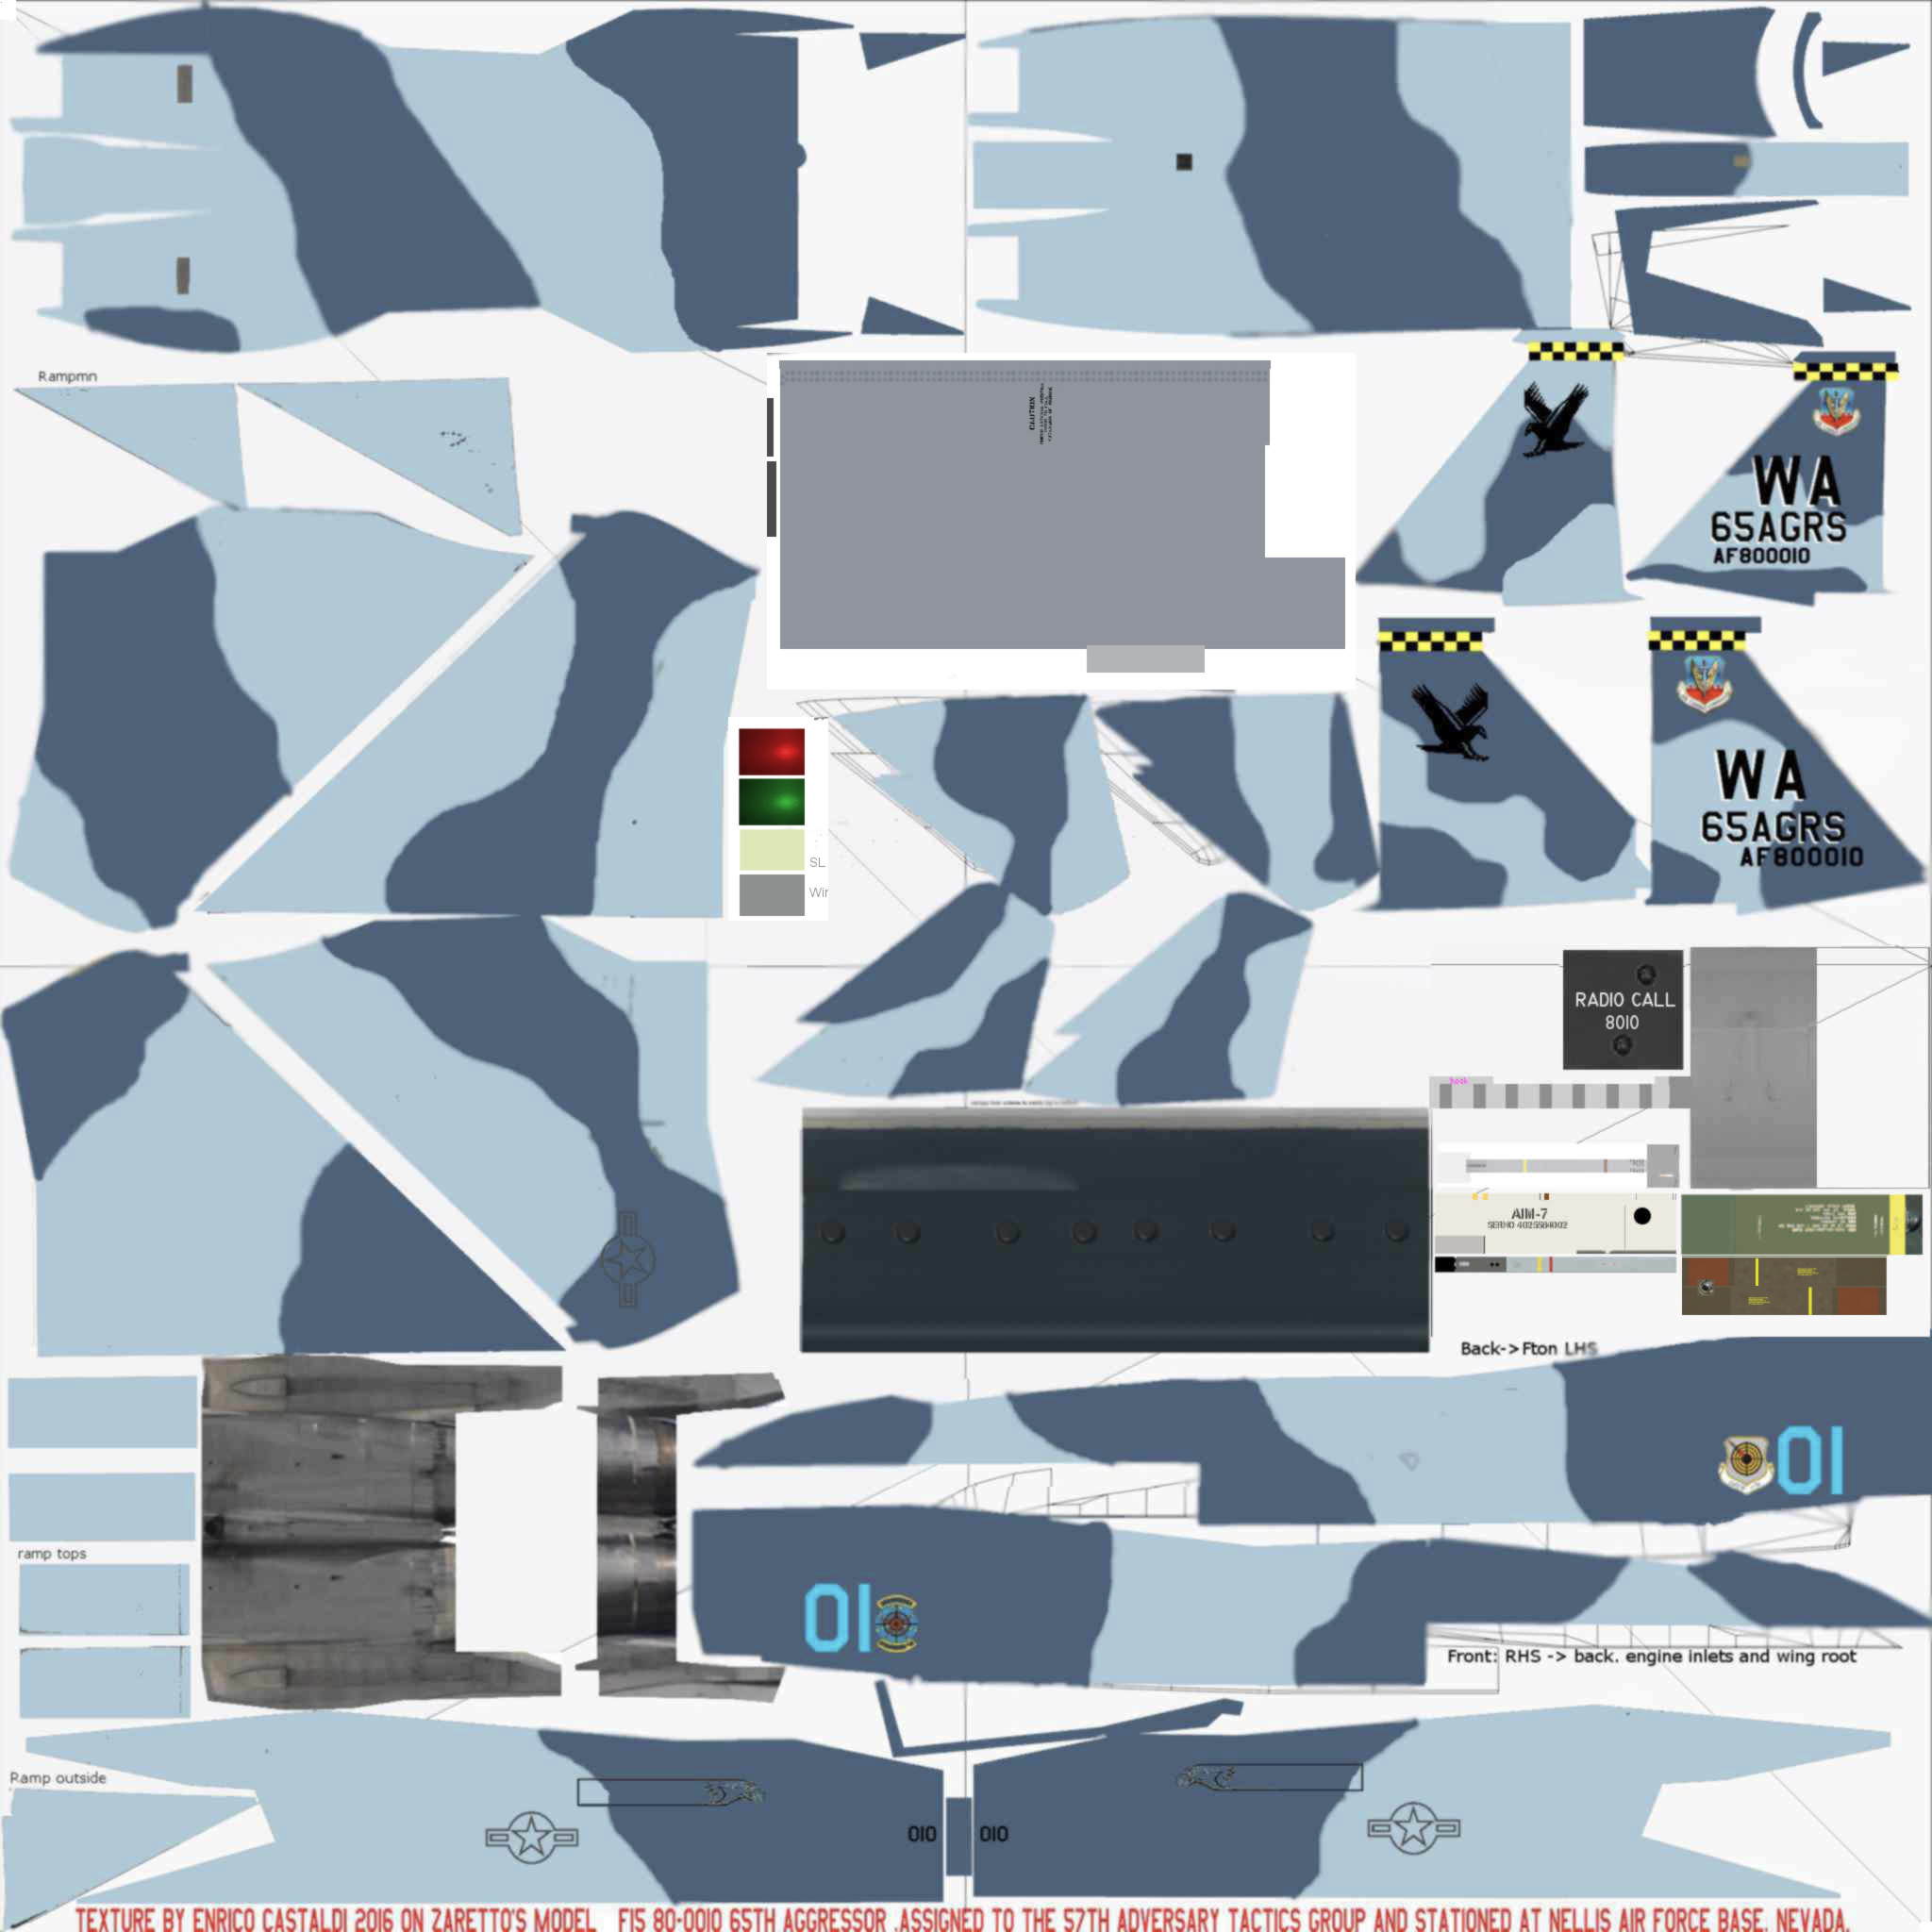 Rampmn
CAUTION
WA
65AGRS
AF800010
WA
65AGRS
AF800010
SL
Wir
RADIO CALL
8010
hook
AIM-7
Back->Fton LHS
01
ramp tops
01
Front: RHS -> back. engine inlets and wing root
Ramp outside
010
010
TEXTURE BY ENRICO CASTALDI 2016 ON ZARETTO'S MODEL F15 80-0010 65TH AGGRESSOR .ASSIGNED TO THE 57TH ADVERSARY TACTICS GROUP AND STATIONED AT NELLIS AIR FORCE BASE, NEVADA.